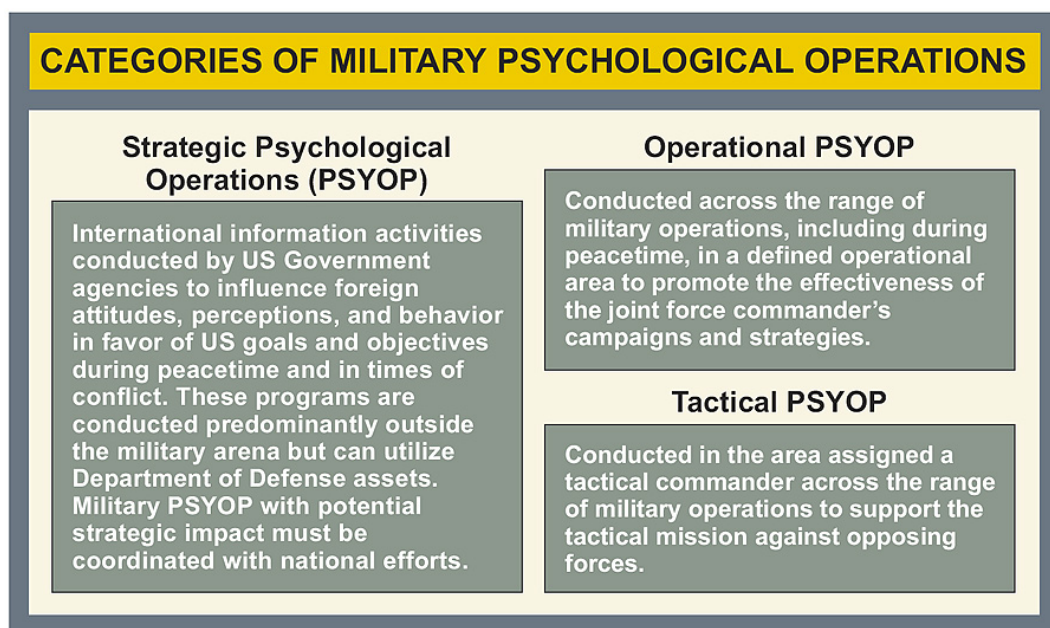 CATEGORIES OF MILITARY PSYCHOLOGICAL OPERATIONS
Strategic Psychological
Operations (PSYOP)
International information activities
conducted by US Government
agencies to influence foreign
attitudes, perceptions, and behavior
in favor of US goals and objectives
during peacetime and in times of
conflict. These programs are
conducted predominantly outside
the military arena but can utilize
Department of Defense assets.
Military PSYOP with potential
strategic impact must be
coordinated with national efforts.
Operational PSYOP
Conducted across the range of
military operations, including during
peacetime, in a defined operational
area to promote the effectiveness of
the joint force commander’s
campaigns and strategies.
Tactical PSYOP
Conducted in the area assigned a
tactical commander across the range
of military operations to support the
tactical mission against opposing
forces.